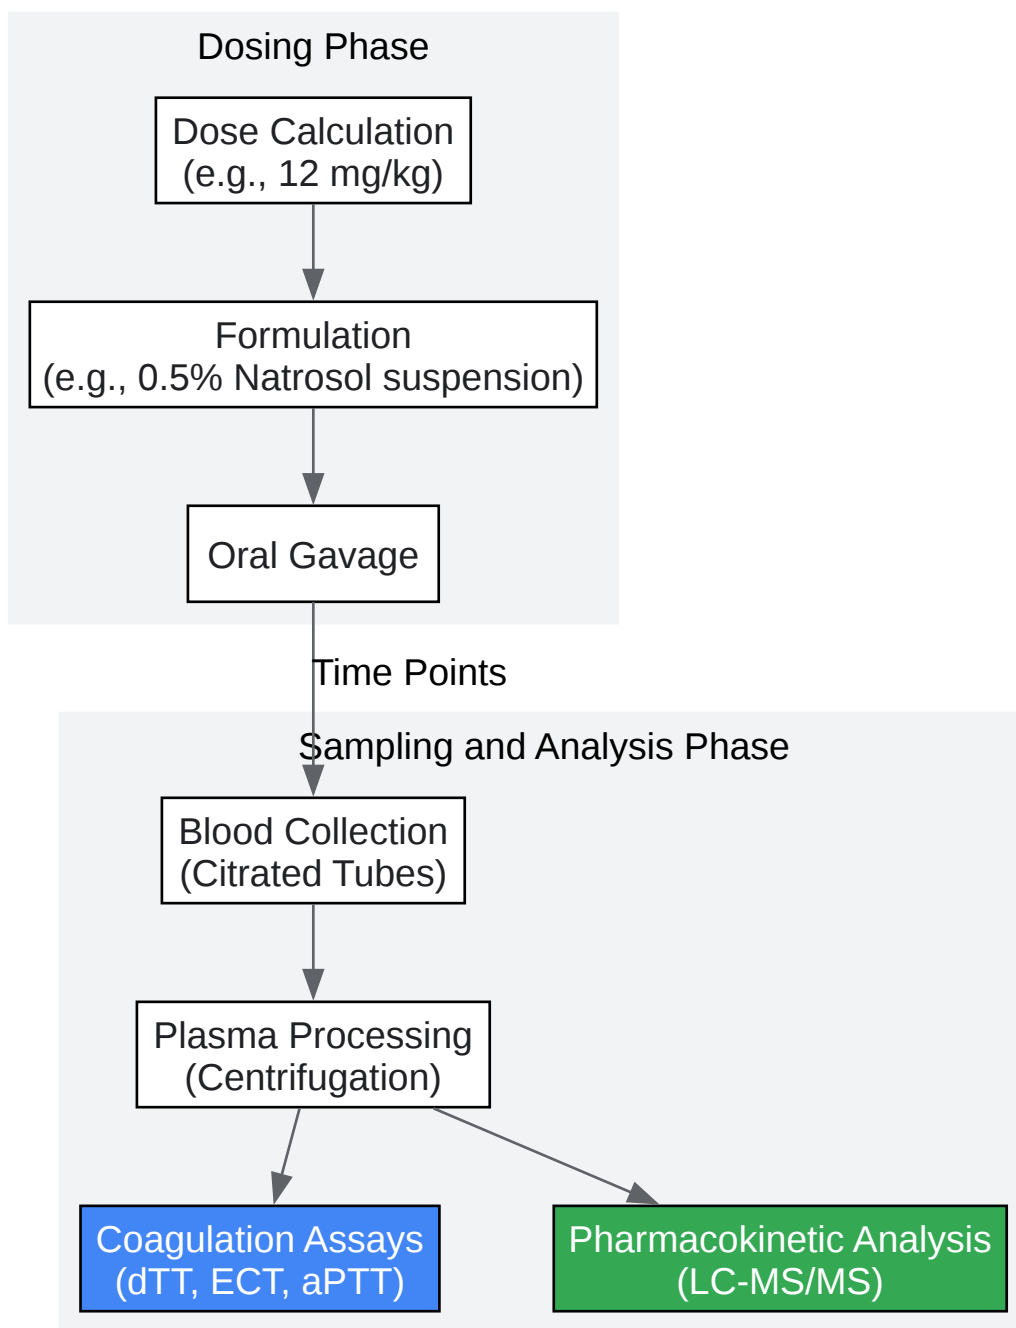 Dosing Phase
Dose Calculation
(e.g., 12 mg/kg)
Formulation
(e.g., 0.5% Natrosol suspension)
Oral Gavage
Time Points
Sampling and Analysis Phase
Blood Collection
(Citrated Tubes)
Plasma Processing
(Centrifugation)
Coagulation Assays
(dTT, ECT, aPTT)
Pharmacokinetic Analysis
(LC-MS/MS)